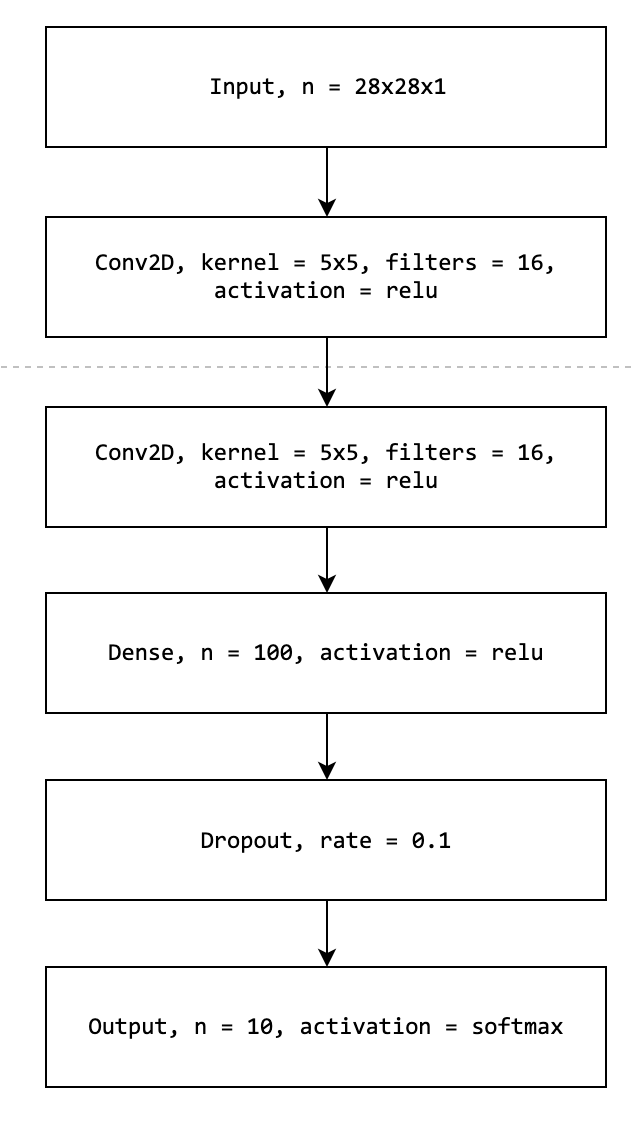 Input, n = 28x28x1
Conv2D, kernel = 5x5, filters = 16,
activation = relu
Conv2D, kernel = 5x5, filters = 16,
activation = relu
Dense, n = 100, activation = relu
Dropout, rate = 0.1
Output, n = 10, activation = softmax